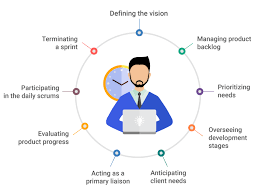 Defining the vision
Managing product
backlog
Prioritizing
needs
Overseeing
development
stages
Anticipating
client needs
Acting as a
primary liaison
Evaluating
product progress
Participating
in the daily scrums
Terminating
a sprint